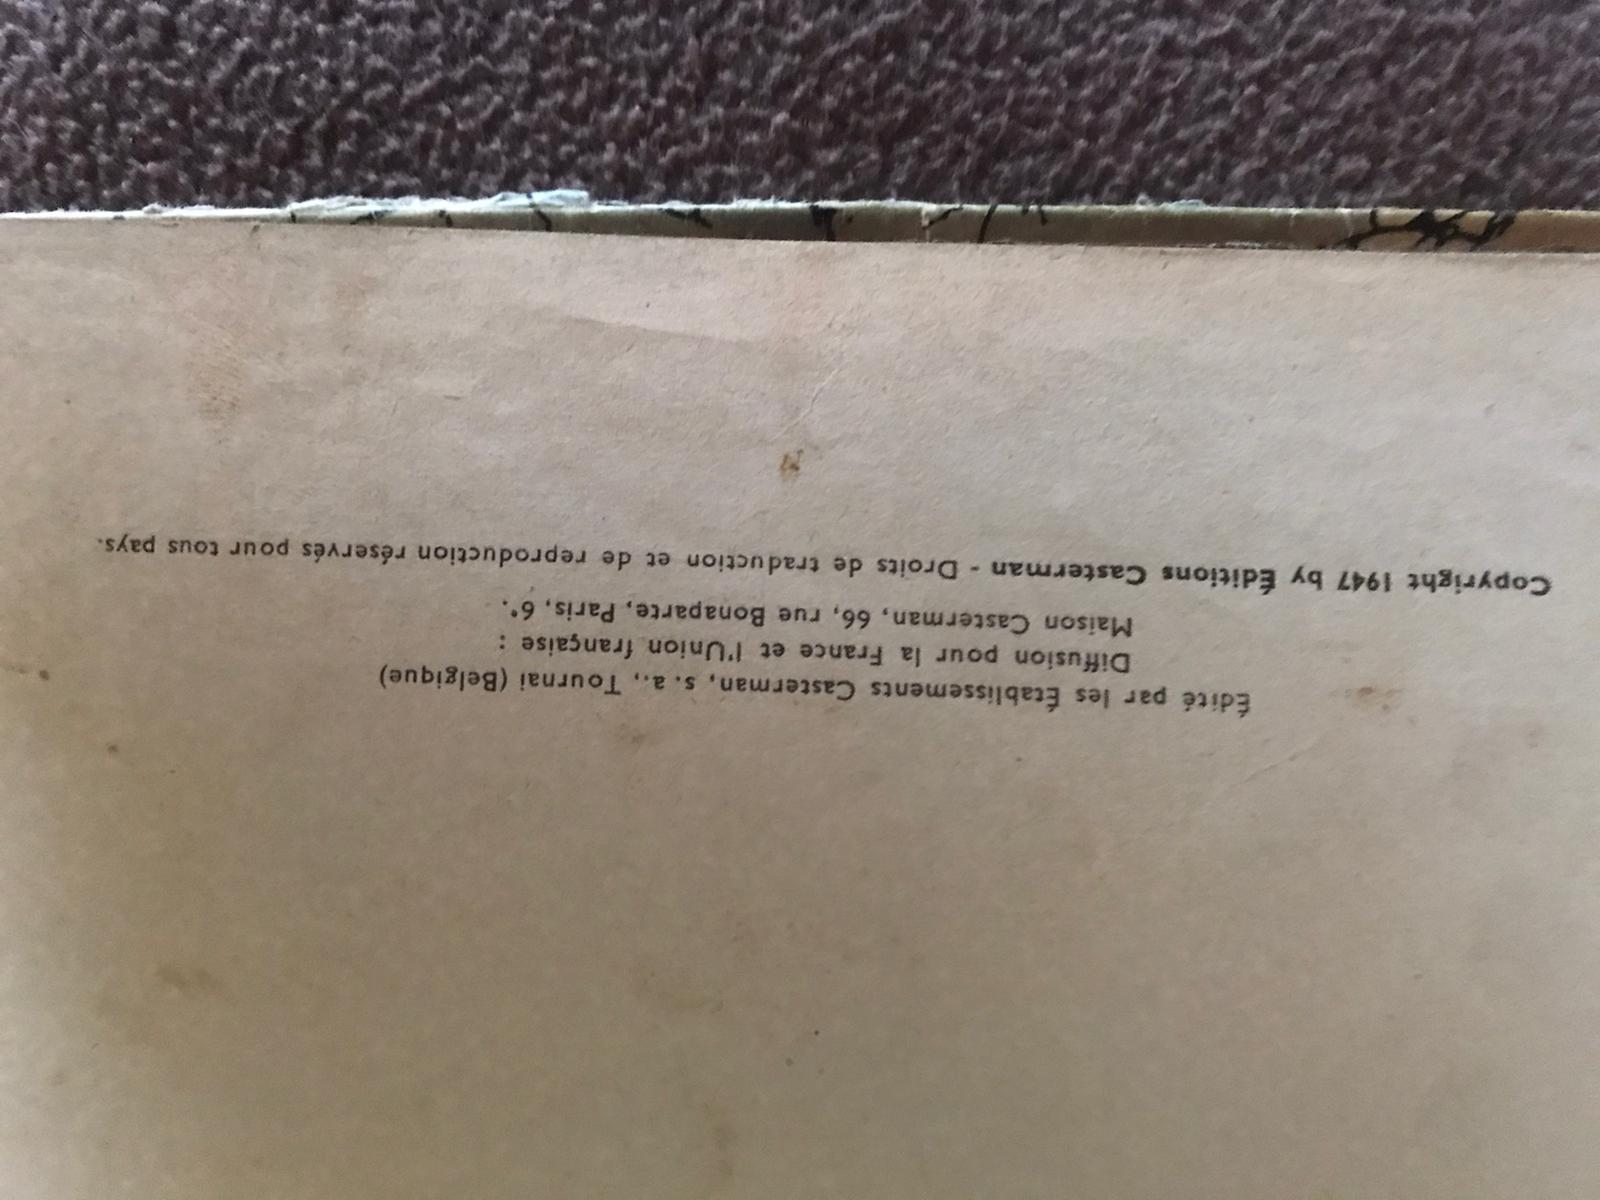 Édité par les Établissements Casterman, s. a., Tournai (Belgique)
Diffusion pour la France et l'Union française :
Maison Casterman, 66, rue Bonaparte, Paris, 6e.
Copyright 1947 by Éditions Casterman - Droits de traduction et de reproduction réservés pour tous pays.